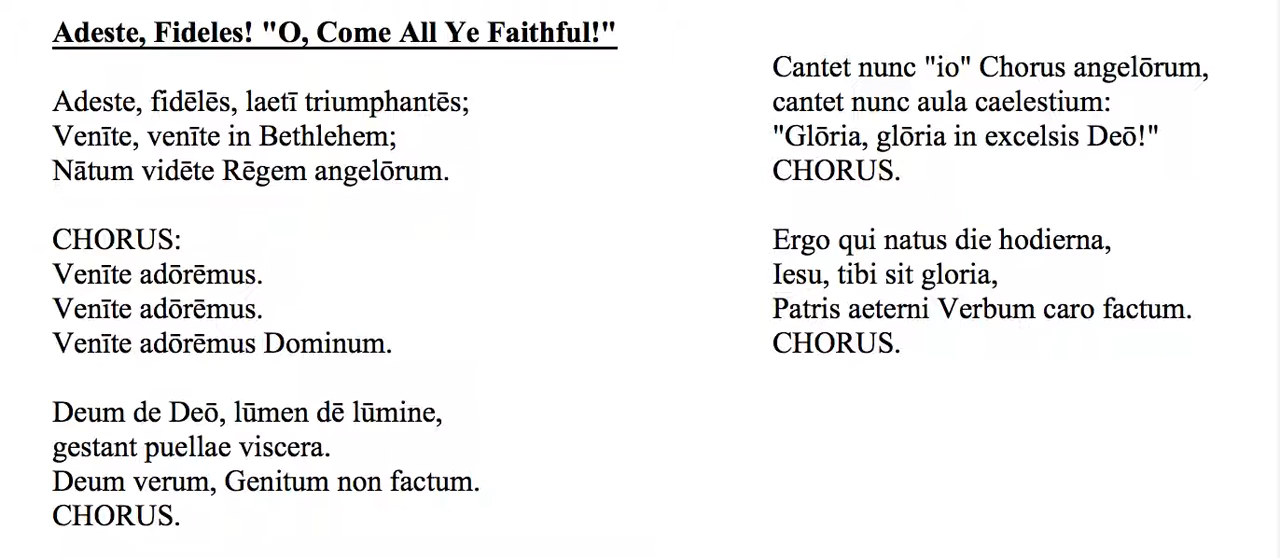 Adeste, Fideles! "O, Come All Ye Faithful!"
Adeste, fidēlēs, laetī triumphantēs;
Venīte, venīte in Bethlehem;
Nātum vidēte Rēgem angelōrum.
CHORUS:
Venīte adōrēmus.
Venīte adōrēmus.
Venīte adōrēmus Dominum.
Deum de Deō, lūmen dē lūmine,
gestant puellae viscera.
Deum verum, Genitum non factum.
CHORUS.
Cantet nunc "io" Chorus angelōrum,
cantet nunc aula caelestium:
"Glōria, glōria in excelsis Deō!"
CHORUS.
Ergo qui natus die hodierna,
Iesu, tibi sit gloria,
Patris aeterni Verbum caro factum.
CHORUS.